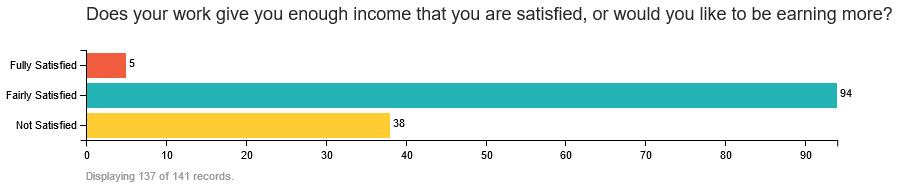 Does your work give you enough income that you are satisfied, or would you like to be earning more?
Fully Satisfied 5
Fairly Satisfied 94
Not Satisfied 38
0 10 20 30 40 50 60 70 80 90
Displaying 137 of 141 records.